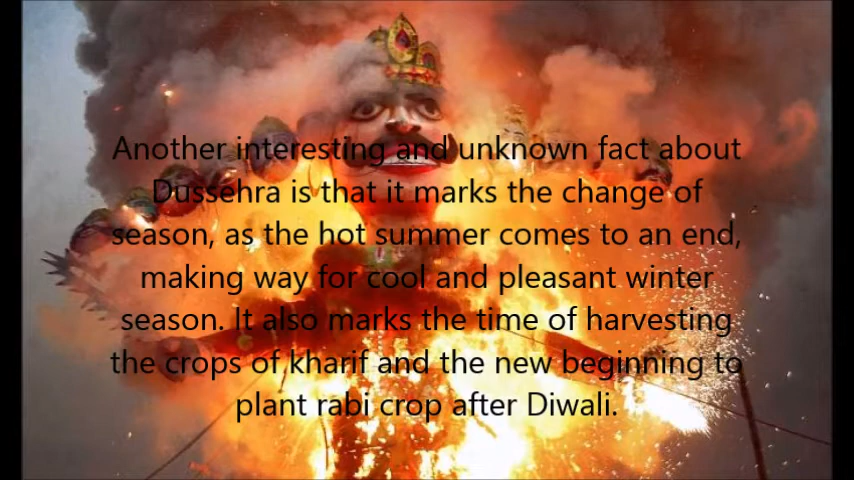 Another interesting and unknown fact about
Dussehra is that it marks the change of
season, as the hot summer comes to an end,
making way for cool and pleasant winter
season. It also marks the time of harvesting
the crops of kharif and the new beginning to
plant rabi crop after Diwali.